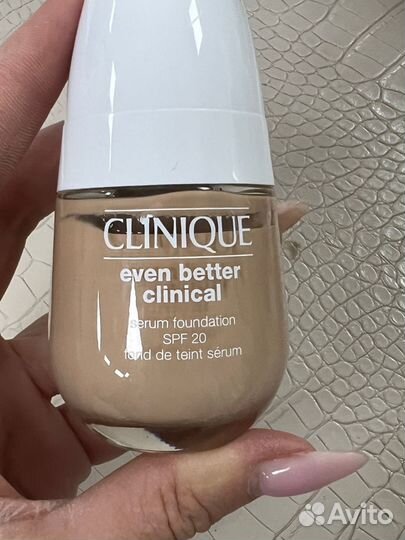 CLINIQUE
even better
clinical
serum foundation
SPF 20
fond de teint sérum
Avito